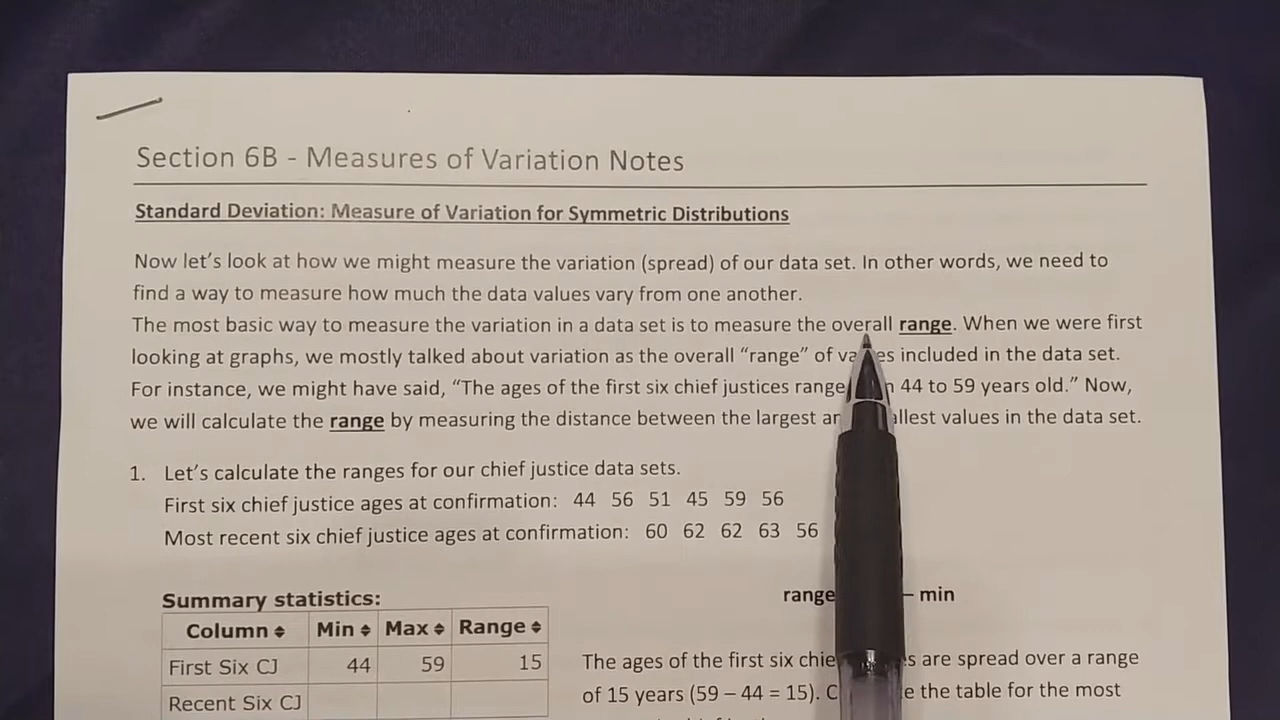 Section 6B - Measures of Variation Notes
Standard Deviation: Measure of Variation for Symmetric Distributions
Now let's look at how we might measure the variation (spread) of our data set. In other words, we need to
find a way to measure how much the data values vary from one another.
The most basic way to measure the variation in a data set is to measure the overall range. When we were first
looking at graphs, we mostly talked about variation as the overall "range" of values included in the data set.
For instance, we might have said, "The ages of the first six chief justices range 44 to 59 years old." Now,
we will calculate the range by measuring the distance between the largest values in the data set.
1. Let's calculate the ranges for our chief justice data sets.
First six chief justice ages at confirmation: 44 56 51 45 59 56
Most recent six chief justice ages at confirmation: 60 62 62 63 56
Summary statistics:
range – min
Column Min Max Range
First Six CJ 44 59 15
Recent Six CJ
The ages of the first six are spread over a range
of 15 years (59 – 44 = 15). the table for the most